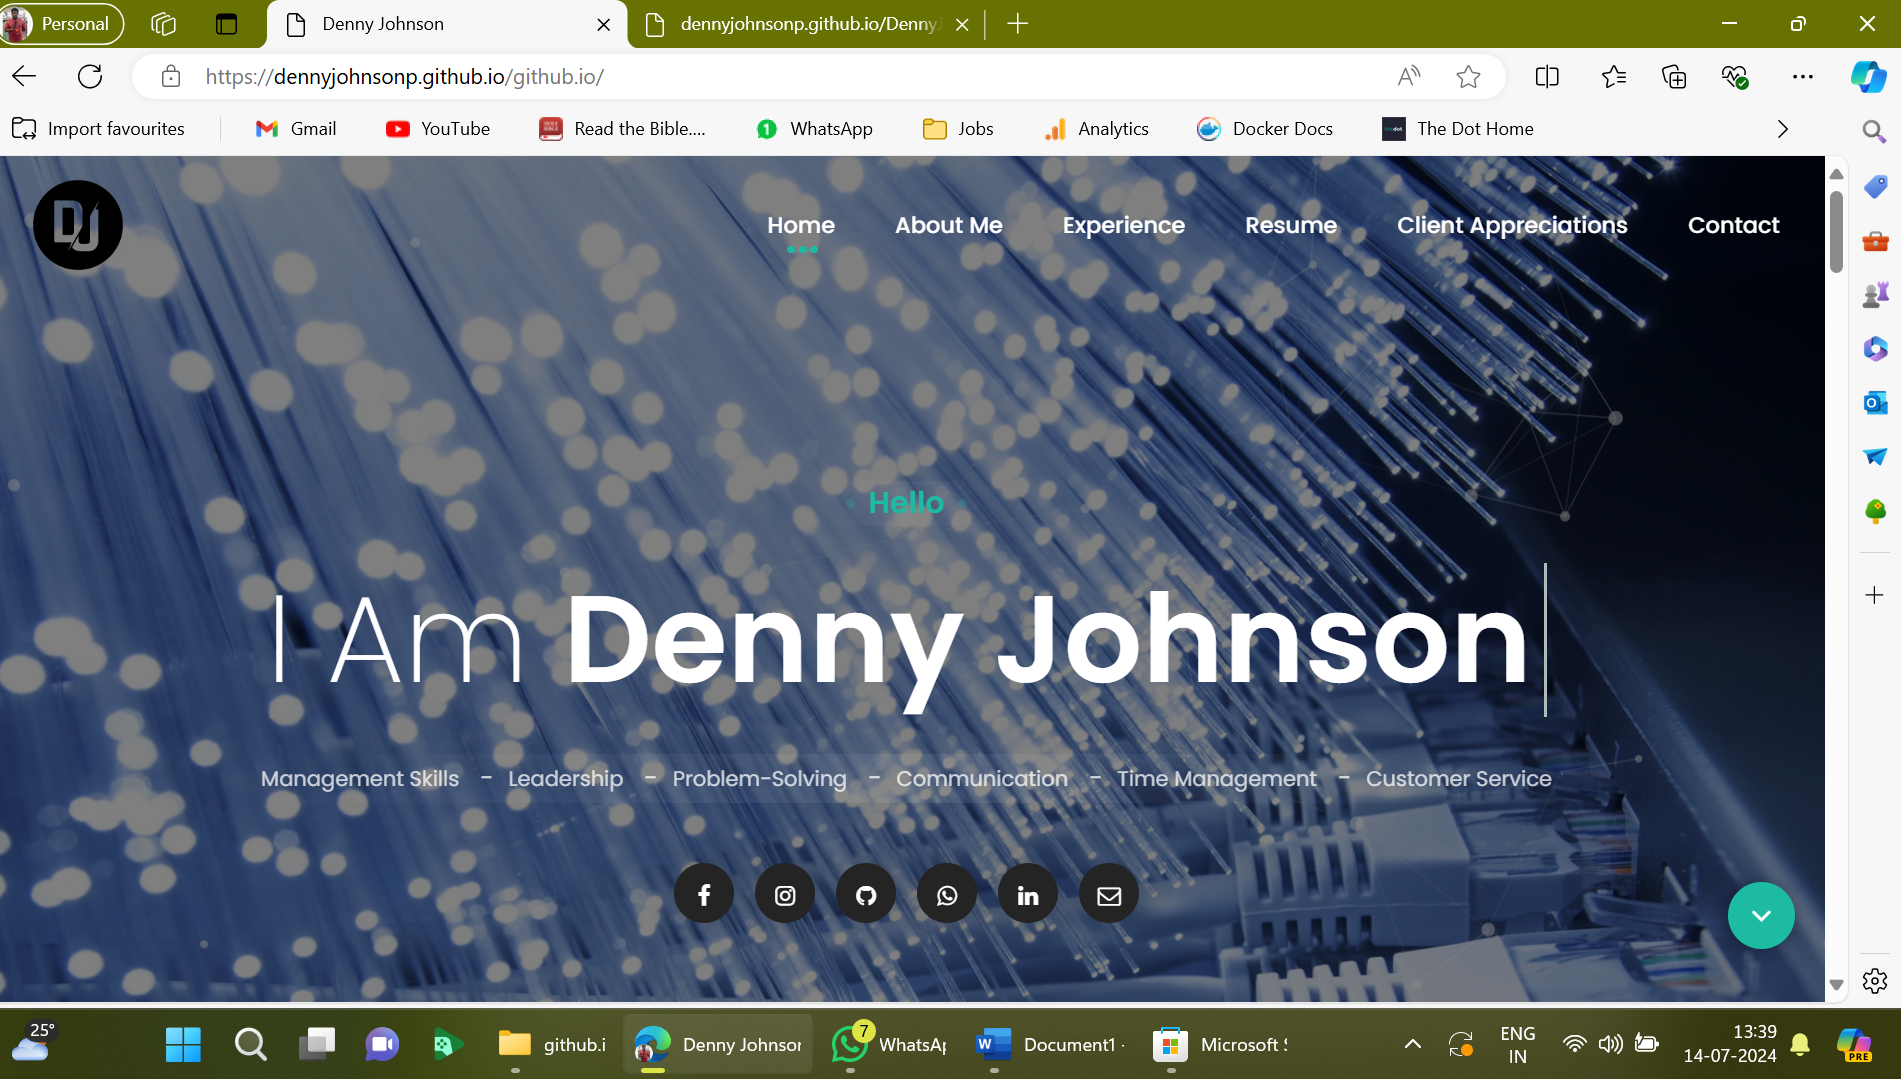 Personal
Denny Johnson
dennyjohnsonp.github.io/Denny
https://dennyjohnsonp.github.io/github.io/
Import favourites
Gmail
YouTube
Read the Bible....
WhatsApp
Jobs
Analytics
Docker Docs
The Dot Home
DJ
Home
About Me
Experience
Resume
Client Appreciations
Contact
Hello
I Am Denny Johnson
Management Skills - Leadership - Problem-Solving - Communication - Time Management - Customer Service
25°
github.i
Denny Johnson
7
WhatsAp
Document1 -
Microsoft S
ENG
IN
13:39
14-07-2024
PRE